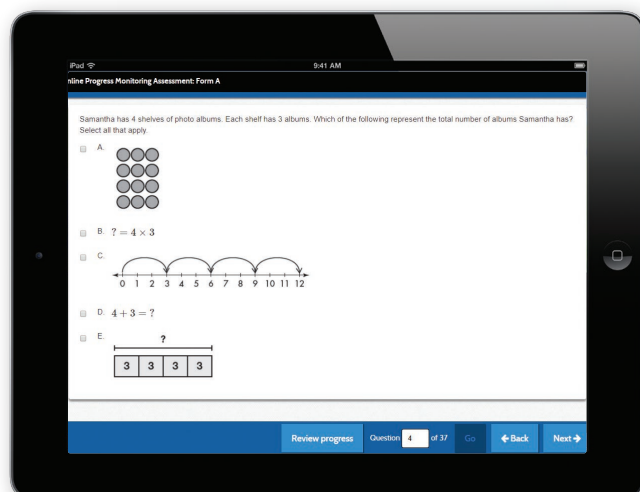 iPad
9:41 AM
nline Progress Monitoring Assessment: Form A
Samantha has 4 shelves of photo albums. Each shelf has 3 albums. Which of the following represent the total number of albums Samantha has?
Select all that apply.
A.
B. ? = 4 × 3
C.
0 1 2 3 4 5 6 7 8 9 10 11 12
D. 4 + 3 = ?
E.
?
3 3 3 3
Review progress Question 4 of 37 Go ← Back Next →